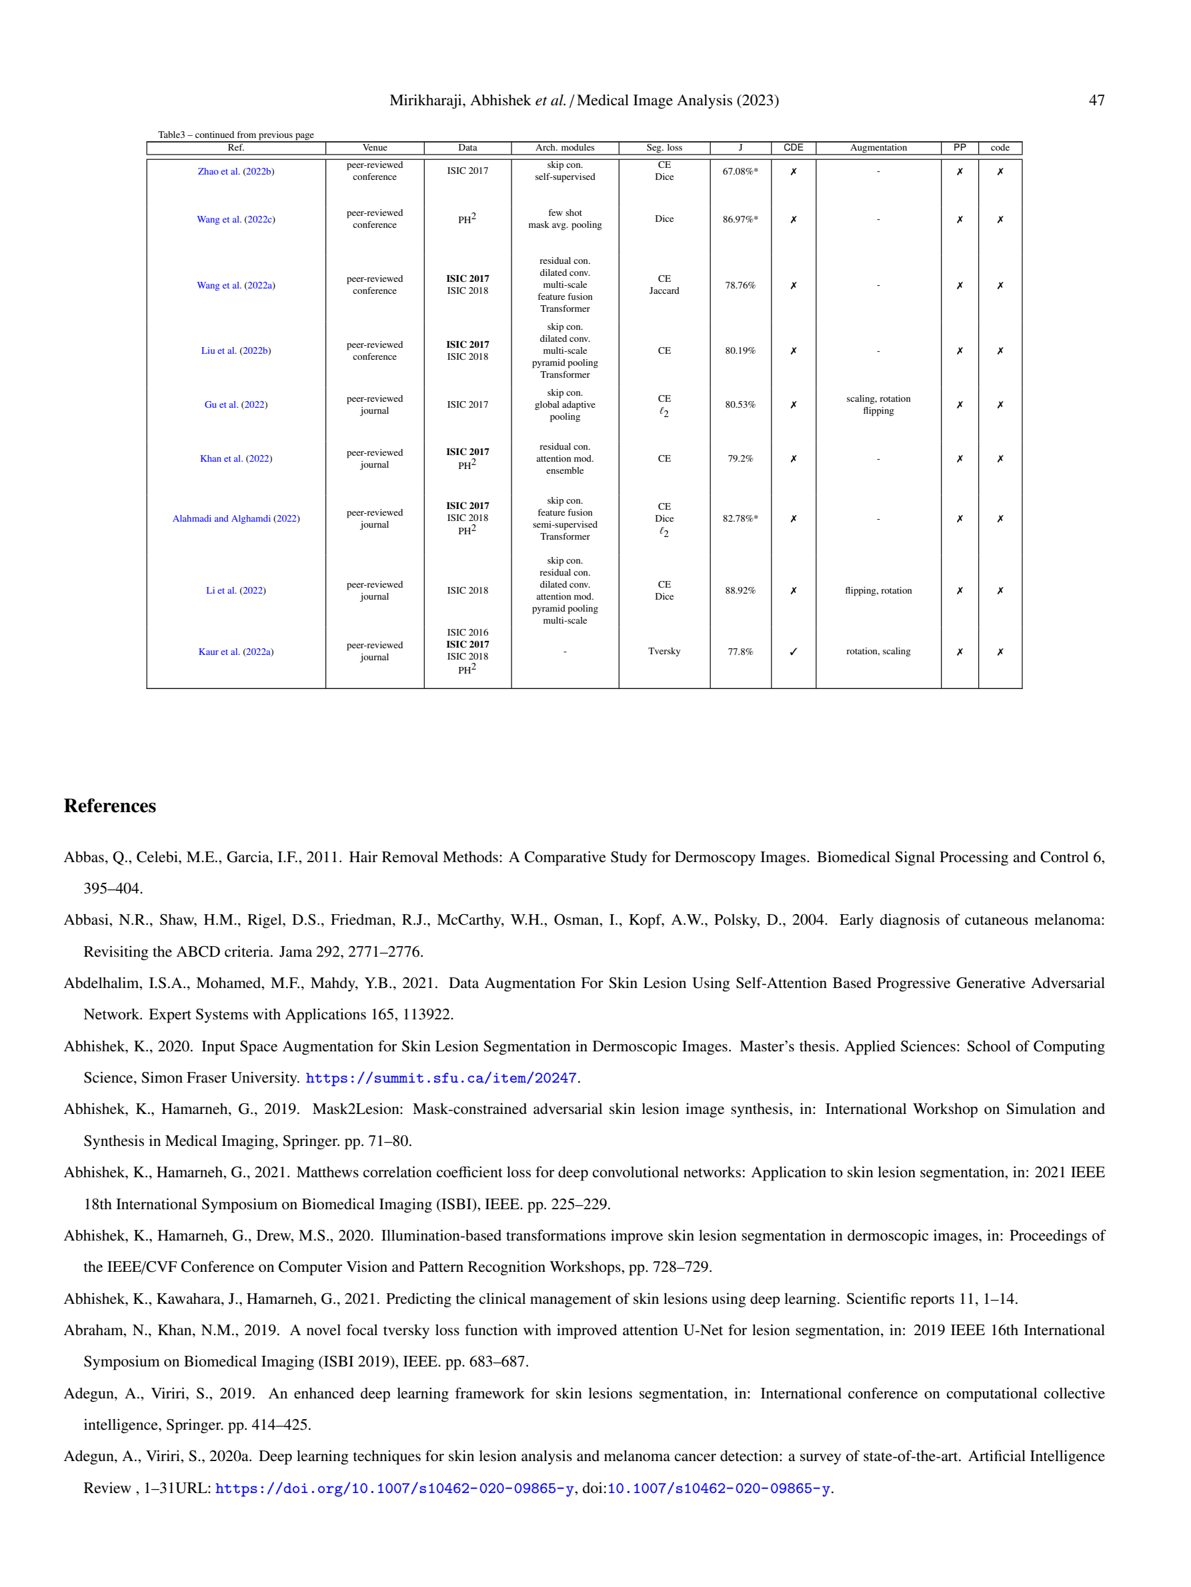 Mirikharaji, Abhishek et al. / Medical Image Analysis (2023) 47
Table3 – continued from previous page
Ref. Venue Data Arch. modules Seg. loss J CDE Augmentation PP code
Zhao et al. (2022b) peer-reviewed conference ISIC 2017 skip con. self-supervised CE Dice 67.08%* ✗ - ✗ ✗
Wang et al. (2022c) peer-reviewed conference PH2 few shot mask avg. pooling Dice 86.97%* ✗ - ✗ ✗
Wang et al. (2022a) peer-reviewed conference ISIC 2017 ISIC 2018 residual con. dilated conv. multi-scale feature fusion Transformer CE Jaccard 78.76% ✗ - ✗ ✗
Liu et al. (2022b) peer-reviewed conference ISIC 2017 ISIC 2018 skip con. dilated conv. multi-scale pyramid pooling Transformer CE 80.19% ✗ - ✗ ✗
Gu et al. (2022) peer-reviewed journal ISIC 2017 skip con. global adaptive pooling CE ℓ2 80.53% ✗ scaling, rotation flipping ✗ ✗
Khan et al. (2022) peer-reviewed journal ISIC 2017 PH2 residual con. attention mod. ensemble CE 79.2% ✗ - ✗ ✗
Alahmadi and Alghamdi (2022) peer-reviewed journal ISIC 2017 ISIC 2018 PH2 skip con. feature fusion semi-supervised Transformer CE Dice ℓ2 82.78%* ✗ - ✗ ✗
Li et al. (2022) peer-reviewed journal ISIC 2018 skip con. residual con. dilated conv. attention mod. pyramid pooling multi-scale CE Dice 88.92% ✗ flipping, rotation ✗ ✗
Kaur et al. (2022a) peer-reviewed journal ISIC 2016 ISIC 2017 ISIC 2018 PH2 - Tversky 77.8% ✓ rotation, scaling ✗ ✗
References
Abbas, Q., Celebi, M.E., Garcia, I.F., 2011. Hair Removal Methods: A Comparative Study for Dermoscopy Images. Biomedical Signal Processing and Control 6,
395–404.
Abbasi, N.R., Shaw, H.M., Rigel, D.S., Friedman, R.J., McCarthy, W.H., Osman, I., Kopf, A.W., Polsky, D., 2004. Early diagnosis of cutaneous melanoma:
Revisiting the ABCD criteria. Jama 292, 2771–2776.
Abdelhalim, I.S.A., Mohamed, M.F., Mahdy, Y.B., 2021. Data Augmentation For Skin Lesion Using Self-Attention Based Progressive Generative Adversarial
Network. Expert Systems with Applications 165, 113922.
Abhishek, K., 2020. Input Space Augmentation for Skin Lesion Segmentation in Dermoscopic Images. Master's thesis. Applied Sciences: School of Computing
Science, Simon Fraser University. https://summit.sfu.ca/item/20247.
Abhishek, K., Hamarneh, G., 2019. Mask2Lesion: Mask-constrained adversarial skin lesion image synthesis, in: International Workshop on Simulation and
Synthesis in Medical Imaging, Springer. pp. 71–80.
Abhishek, K., Hamarneh, G., 2021. Matthews correlation coefficient loss for deep convolutional networks: Application to skin lesion segmentation, in: 2021 IEEE
18th International Symposium on Biomedical Imaging (ISBI), IEEE. pp. 225–229.
Abhishek, K., Hamarneh, G., Drew, M.S., 2020. Illumination-based transformations improve skin lesion segmentation in dermoscopic images, in: Proceedings of
the IEEE/CVF Conference on Computer Vision and Pattern Recognition Workshops, pp. 728–729.
Abhishek, K., Kawahara, J., Hamarneh, G., 2021. Predicting the clinical management of skin lesions using deep learning. Scientific reports 11, 1–14.
Abraham, N., Khan, N.M., 2019. A novel focal tversky loss function with improved attention U-Net for lesion segmentation, in: 2019 IEEE 16th International
Symposium on Biomedical Imaging (ISBI 2019), IEEE. pp. 683–687.
Adegun, A., Viriri, S., 2019. An enhanced deep learning framework for skin lesions segmentation, in: International conference on computational collective
intelligence, Springer. pp. 414–425.
Adegun, A., Viriri, S., 2020a. Deep learning techniques for skin lesion analysis and melanoma cancer detection: a survey of state-of-the-art. Artificial Intelligence
Review , 1–31URL: https://doi.org/10.1007/s10462-020-09865-y, doi:10.1007/s10462-020-09865-y.